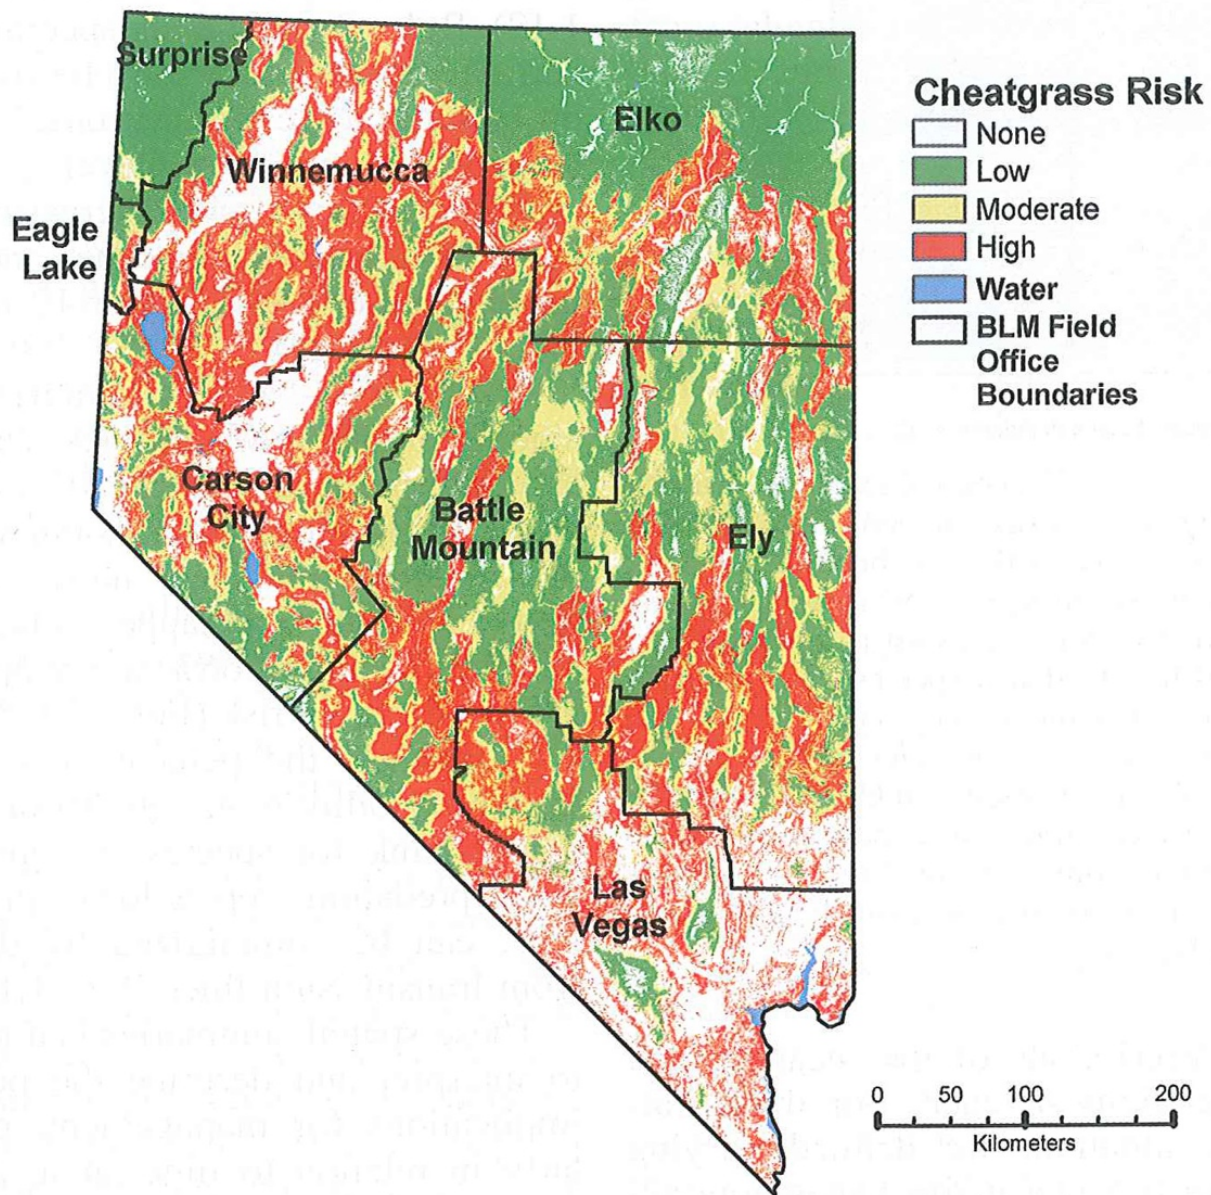 Surprise
Elko
Winnemucca
Eagle
Lake
Carson
City
Battle
Mountain
Ely
Las
Vegas
Cheatgrass Risk
None
Low
Moderate
High
Water
BLM Field
Office
Boundaries
0 50 100 200
Kilometers